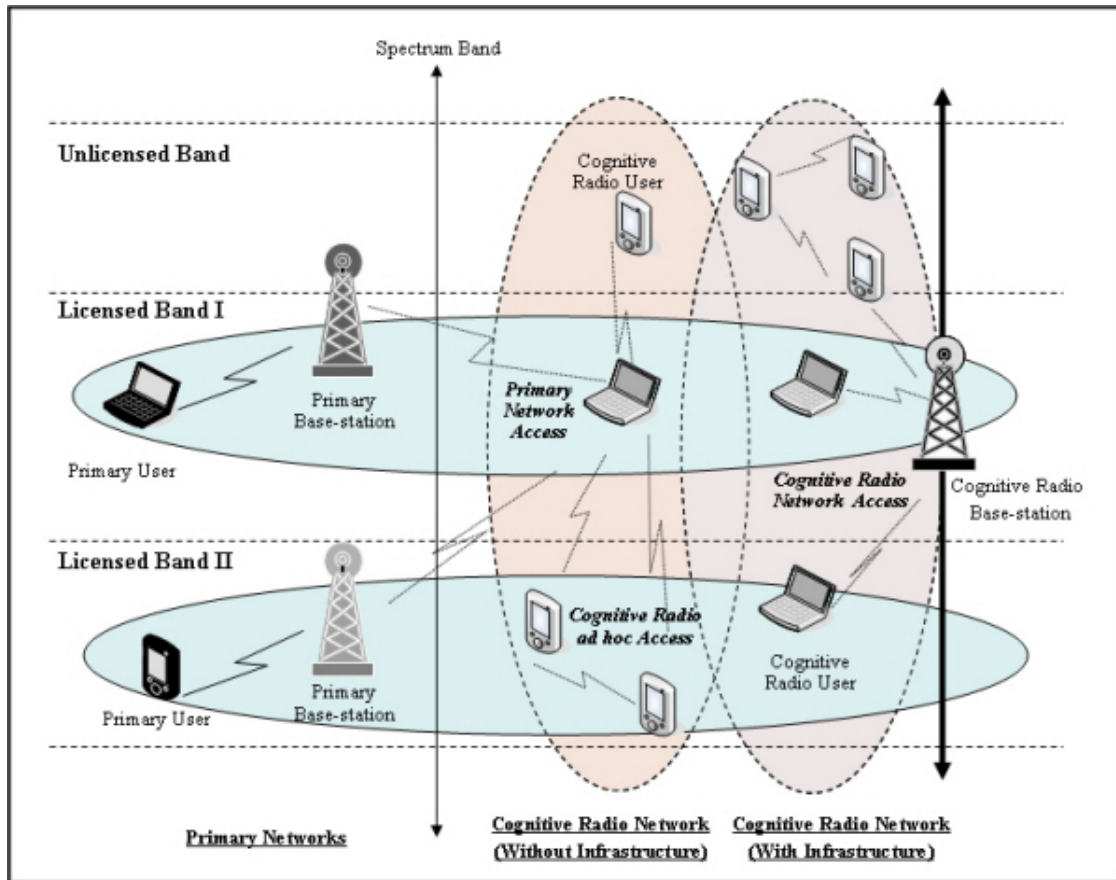 Spectrum Band
Unlicensed Band
Cognitive
Radio User
Licensed Band I
Primary
Base-station
Primary User
Primary
Network
Access
Cognitive Radio
Network Access
Cognitive Radio
Base-station
Licensed Band II
Primary
Base-station
Primary User
Cognitive Radio
ad hoc Access
Cognitive
Radio User
Primary Networks
Cognitive Radio Network
(Without Infrastructure)
Cognitive Radio Network
(With Infrastructure)